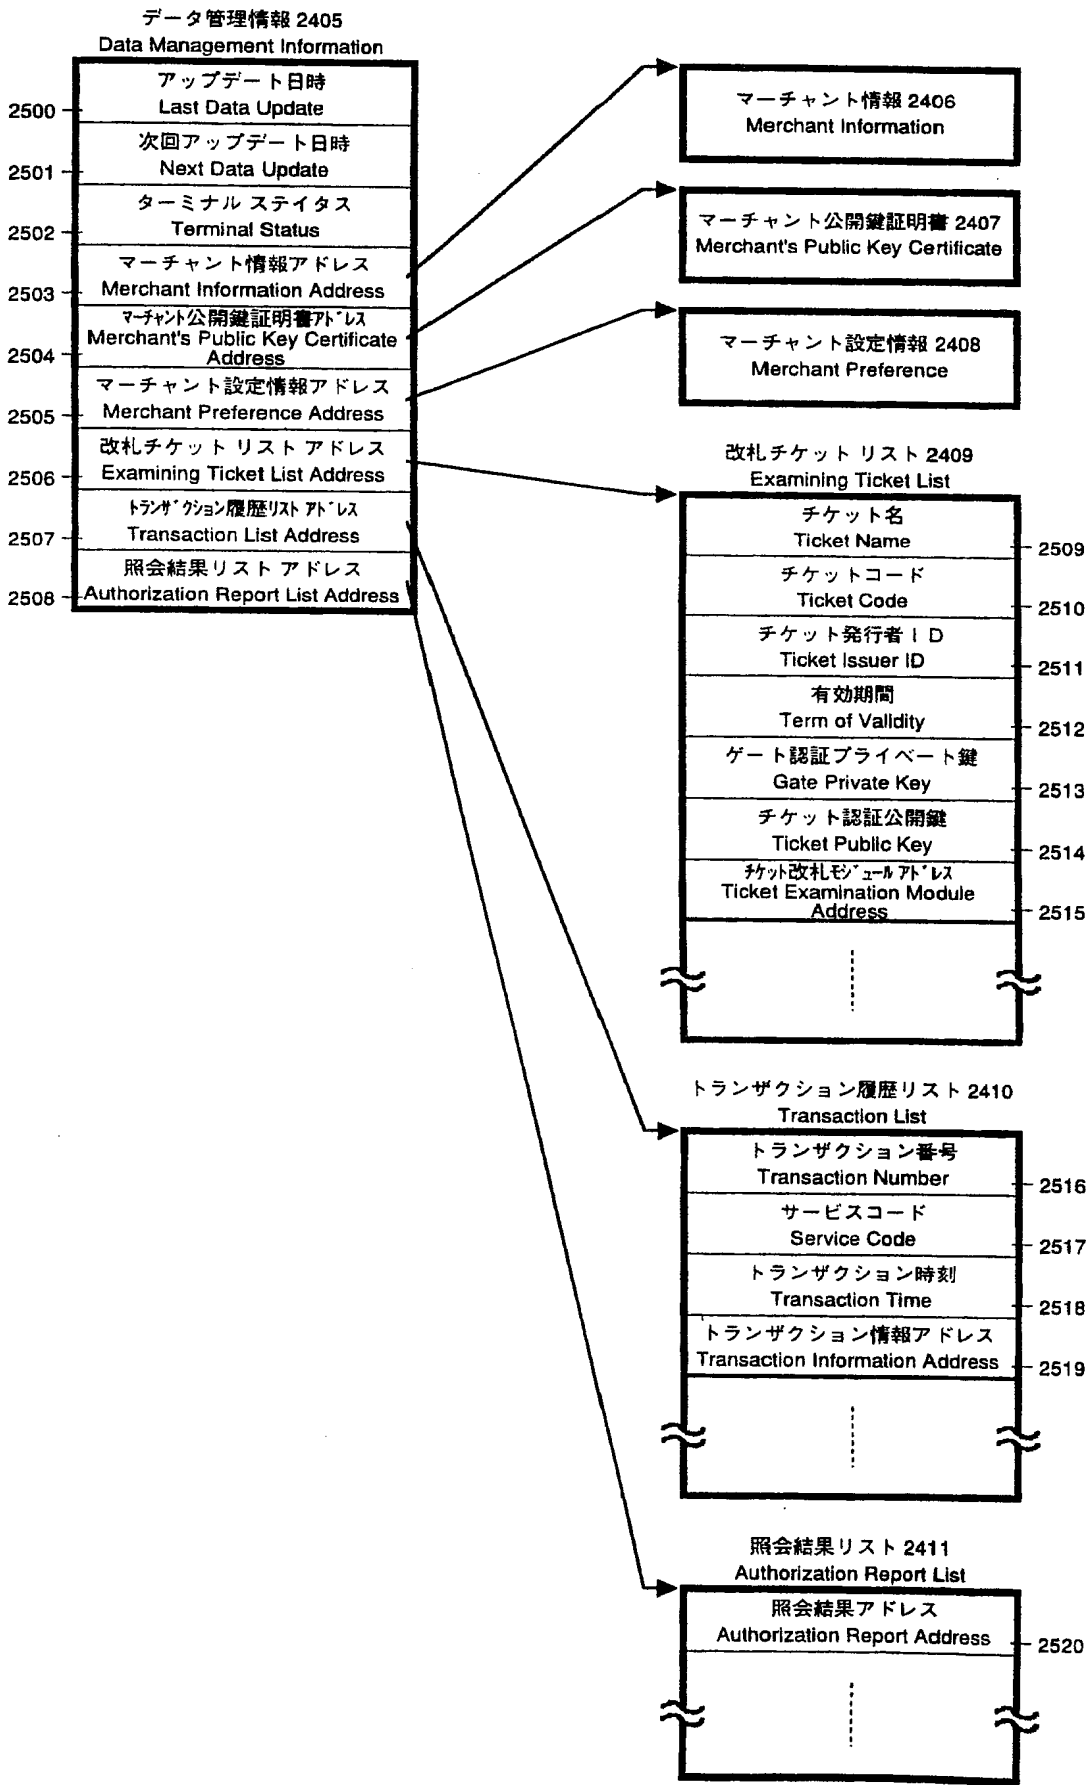 データ管理情報 2405
Data Management Information
アップデート日時
Last Data Update
2500
次回アップデート日時
Next Data Update
2501
ターミナル ステイタス
Terminal Status
2502
マーチャント情報アドレス
Merchant Information Address
2503
マーチャント公開鍵証明書アドレス
Merchant's Public Key Certificate
Address
2504
マーチャント設定情報アドレス
Merchant Preference Address
2505
改札チケット リスト アドレス
Examining Ticket List Address
2506
トランザクション履歴リスト アドレス
Transaction List Address
2507
照会結果リスト アドレス
Authorization Report List Address
2508
マーチャント情報 2406
Merchant Information
マーチャント公開鍵証明書 2407
Merchant's Public Key Certificate
マーチャント設定情報 2408
Merchant Preference
改札チケット リスト 2409
Examining Ticket List
チケット名
Ticket Name
2509
チケットコード
Ticket Code
2510
チケット発行者ＩＤ
Ticket Issuer ID
2511
有効期間
Term of Validity
2512
ゲート認証プライベート鍵
Gate Private Key
2513
チケット認証公開鍵
Ticket Public Key
2514
チケット改札モジュール アドレス
Ticket Examination Module
Address
2515
トランザクション履歴リスト 2410
Transaction List
トランザクション番号
Transaction Number
2516
サービスコード
Service Code
2517
トランザクション時刻
Transaction Time
2518
トランザクション情報アドレス
Transaction Information Address
2519
照会結果リスト 2411
Authorization Report List
照会結果アドレス
Authorization Report Address
2520